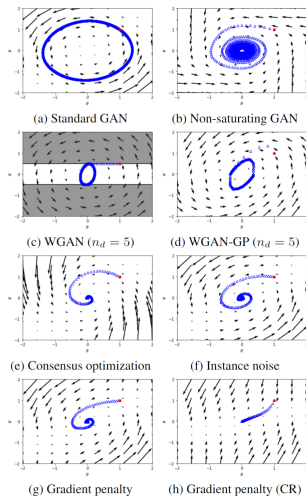 (a) Standard GAN
(b) Non-saturating GAN
(c) WGAN (n_d = 5)
(d) WGAN-GP (n_d = 5)
(e) Consensus optimization
(f) Instance noise
(g) Gradient penalty
(h) Gradient penalty (CR)